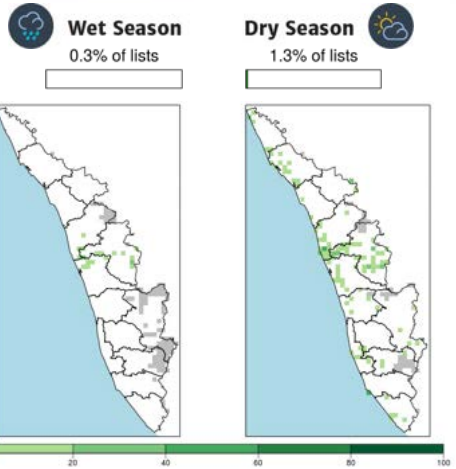 Wet Season
0.3% of lists
Dry Season
1.3% of lists
20 40 60 80 100